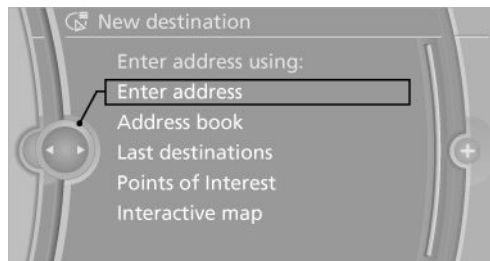 New destination
Enter address using:
Enter address
Address book
Last destinations
Points of Interest
Interactive map